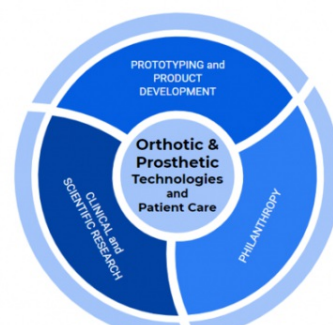 PROTOTYPING and
PRODUCT
DEVELOPMENT
Orthotic &
Prosthetic
Technologies
and
Patient Care
CLINICAL and
SCIENTIFIC RESEARCH
PHILANTHROPY